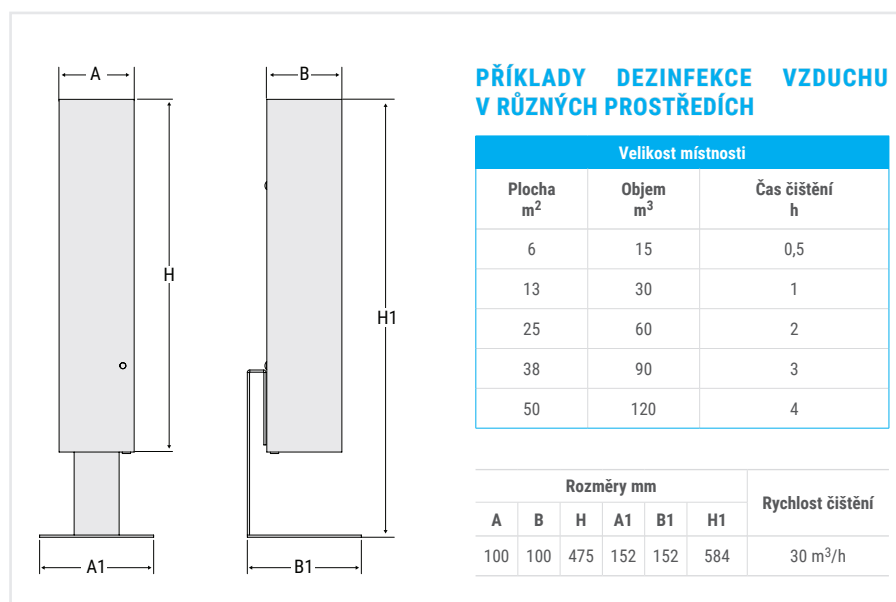 A
B
H
H1
A1
B1
PŘÍKLADY DEZINFEKCE VZDUCHU
V RŮZNÝCH PROSTŘEDÍCH
Velikost místnosti
Plocha m² Objem m³ Čas čištění h
6 15 0,5
13 30 1
25 60 2
38 90 3
50 120 4
Rozměry mm Rychlost čištění
A B H A1 B1 H1
100 100 475 152 152 584 30 m³/h